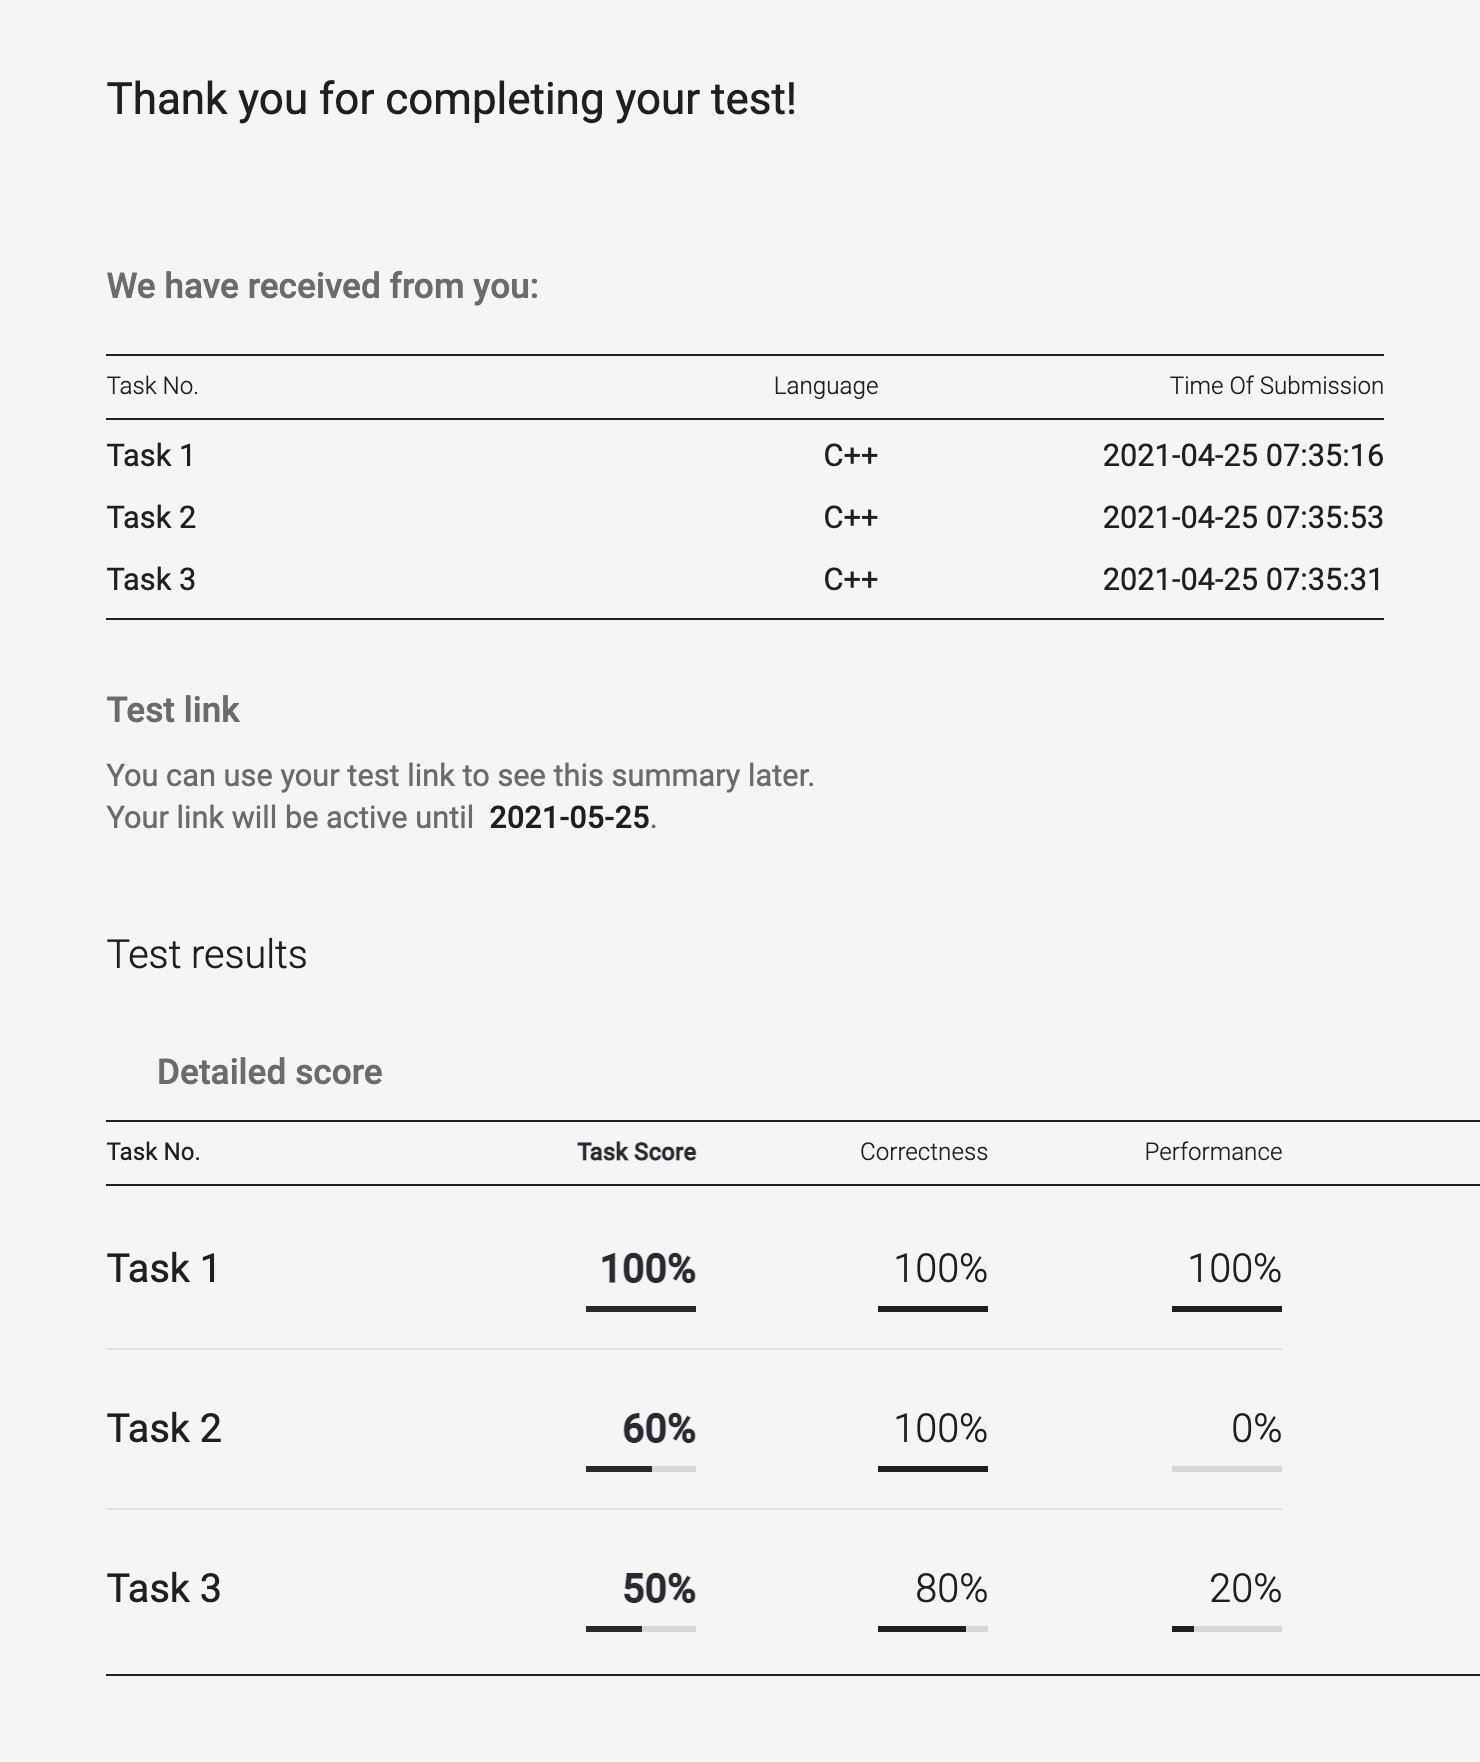 Thank you for completing your test!
We have received from you:
Task No. Language Time Of Submission
Task 1 C++ 2021-04-25 07:35:16
Task 2 C++ 2021-04-25 07:35:53
Task 3 C++ 2021-04-25 07:35:31
Test link
You can use your test link to see this summary later.
Your link will be active until 2021-05-25.
Test results
Detailed score
Task No. Task Score Correctness Performance
Task 1 100% 100% 100%
Task 2 60% 100% 0%
Task 3 50% 80% 20%